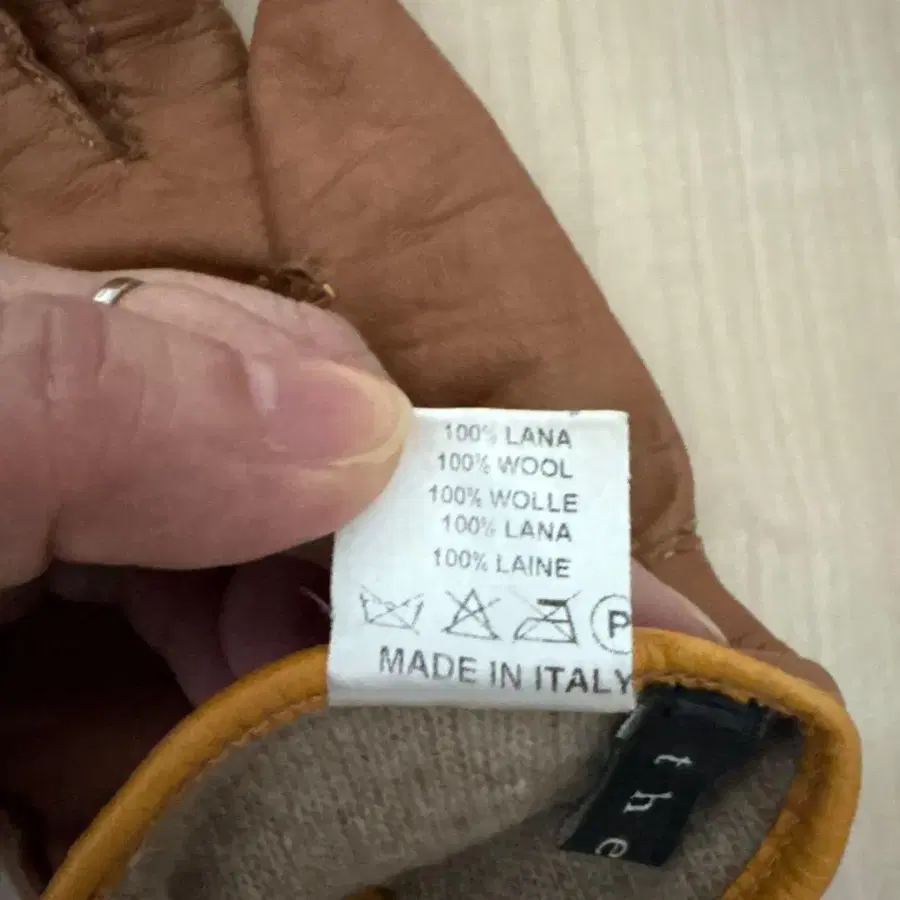 100% LANA
100% WOOL
100% WOLLE
100% LANA
100% LAINE
P
MADE IN ITALY
the